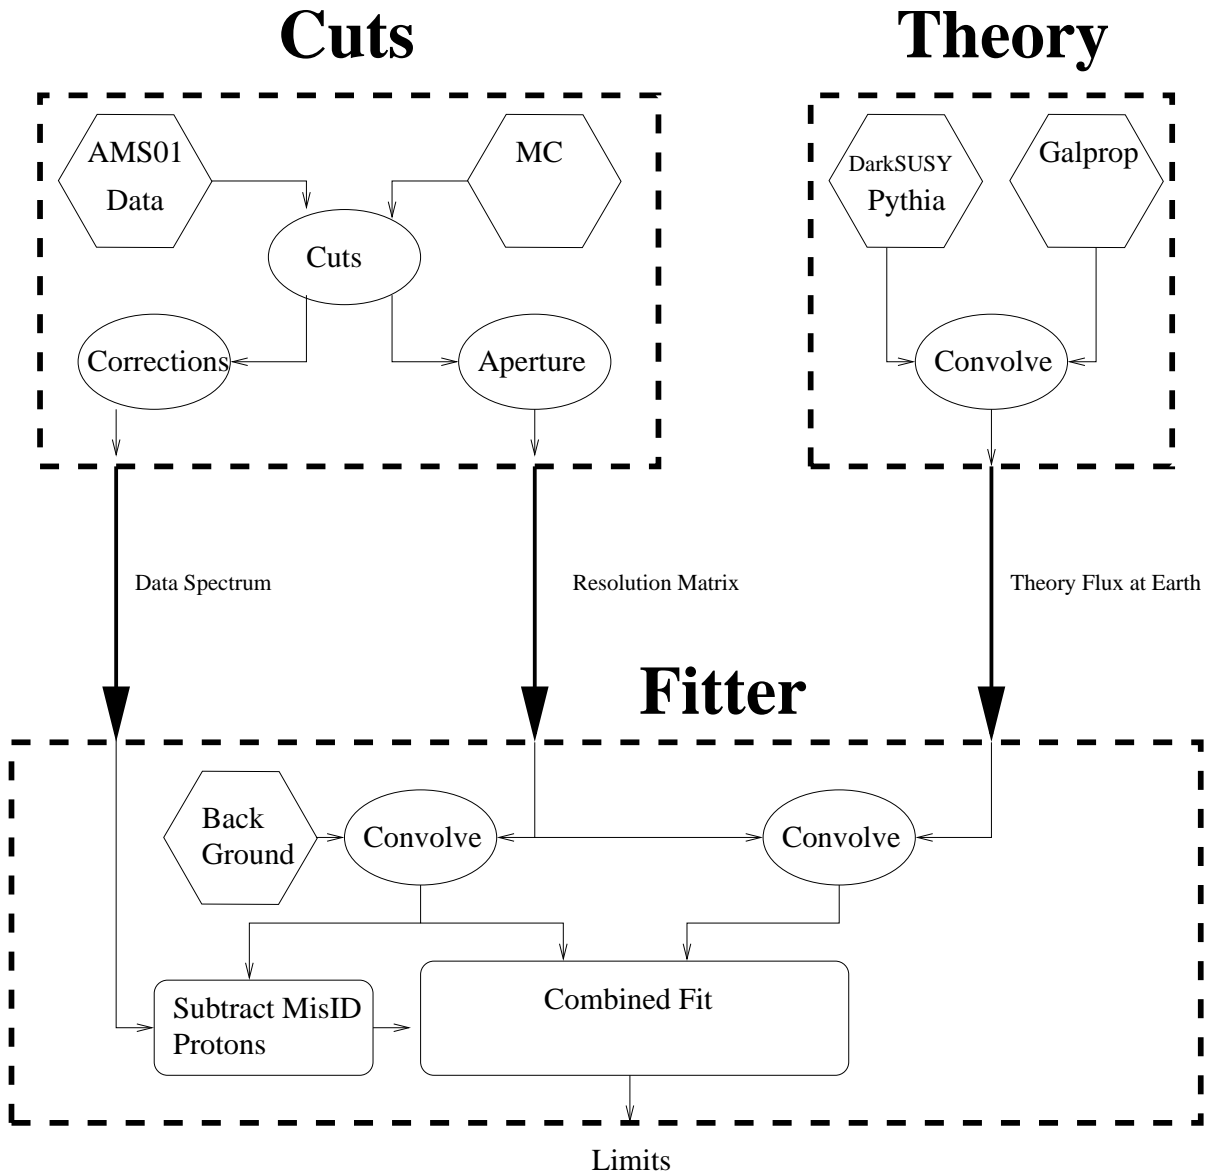 Cuts
Theory
AMS01
Data
MC
DarkSUSY
Pythia
Galprop
Cuts
Corrections
Aperture
Convolve
Data Spectrum
Resolution Matrix
Theory Flux at Earth
Fitter
Back
Ground
Convolve
Convolve
Subtract MisID
Protons
Combined Fit
Limits